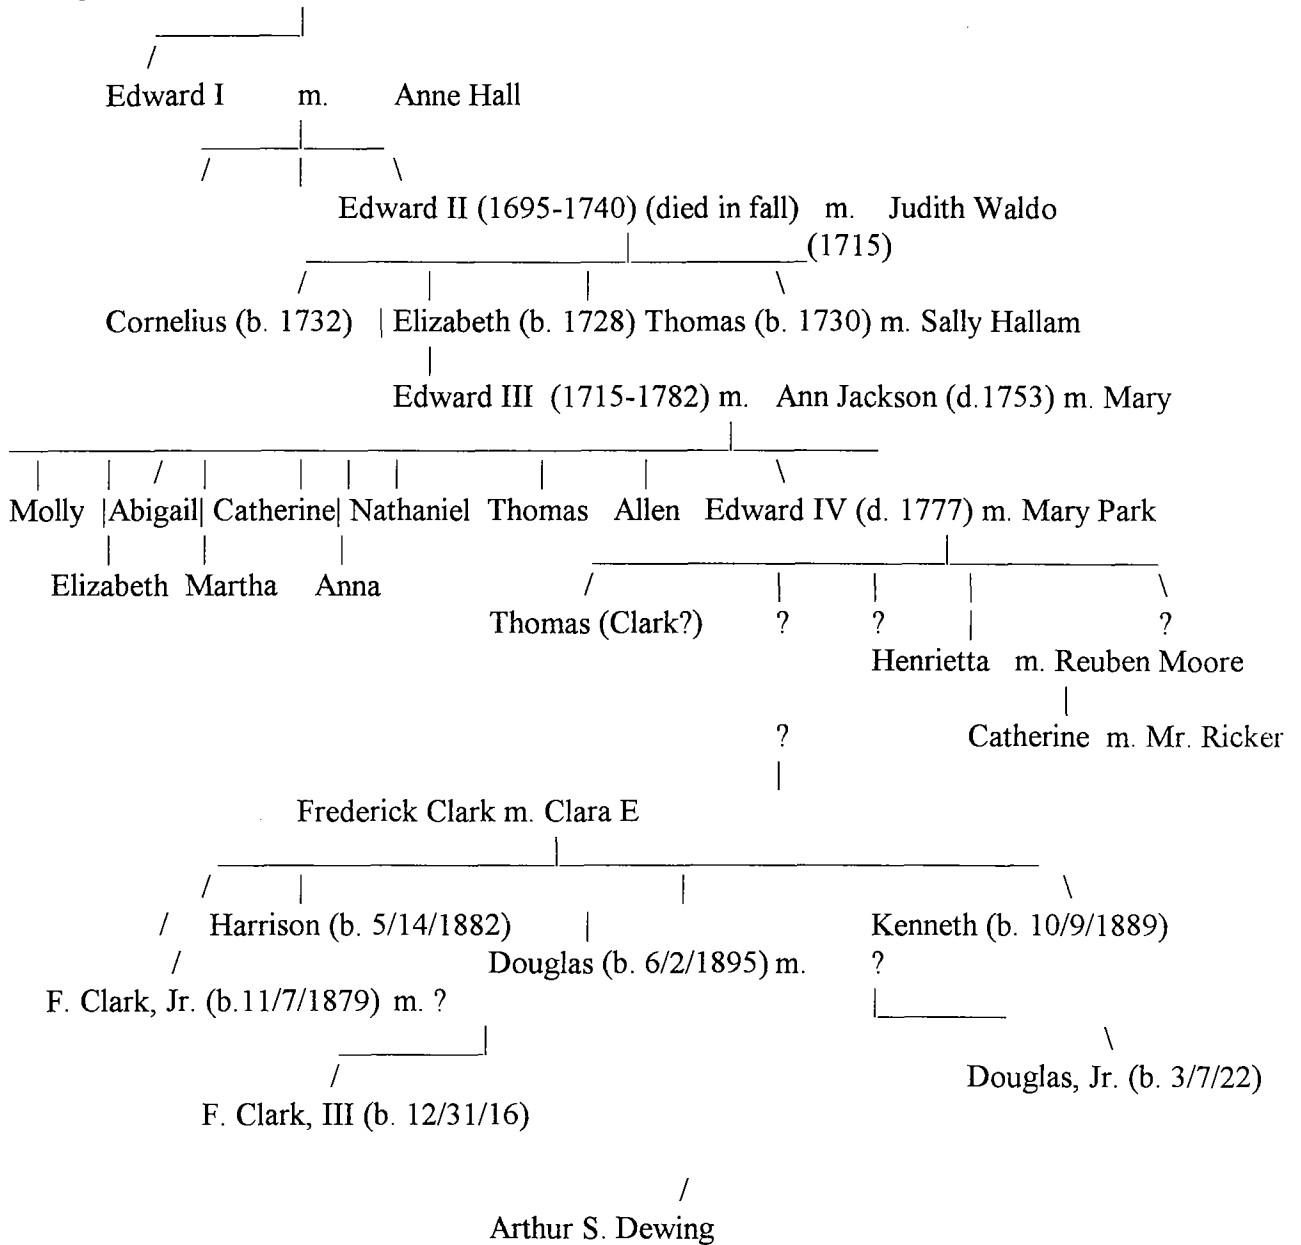 Edward I m. Anne Hall
Edward II (1695-1740) (died in fall) m. Judith Waldo
(1715)
Cornelius (b. 1732) Elizabeth (b. 1728) Thomas (b. 1730) m. Sally Hallam
Edward III (1715-1782) m. Ann Jackson (d.1753) m. Mary
Molly Abigail Catherine Nathaniel Thomas Allen Edward IV (d. 1777) m. Mary Park
Elizabeth Martha Anna
Thomas (Clark?) ? ? ?
Henrietta m. Reuben Moore
? Catherine m. Mr. Ricker
Frederick Clark m. Clara E
Harrison (b. 5/14/1882) Kenneth (b. 10/9/1889)
Douglas (b. 6/2/1895) m. ?
F. Clark, Jr. (b.11/7/1879) m. ?
Douglas, Jr. (b. 3/7/22)
F. Clark, III (b. 12/31/16)
Arthur S. Dewing